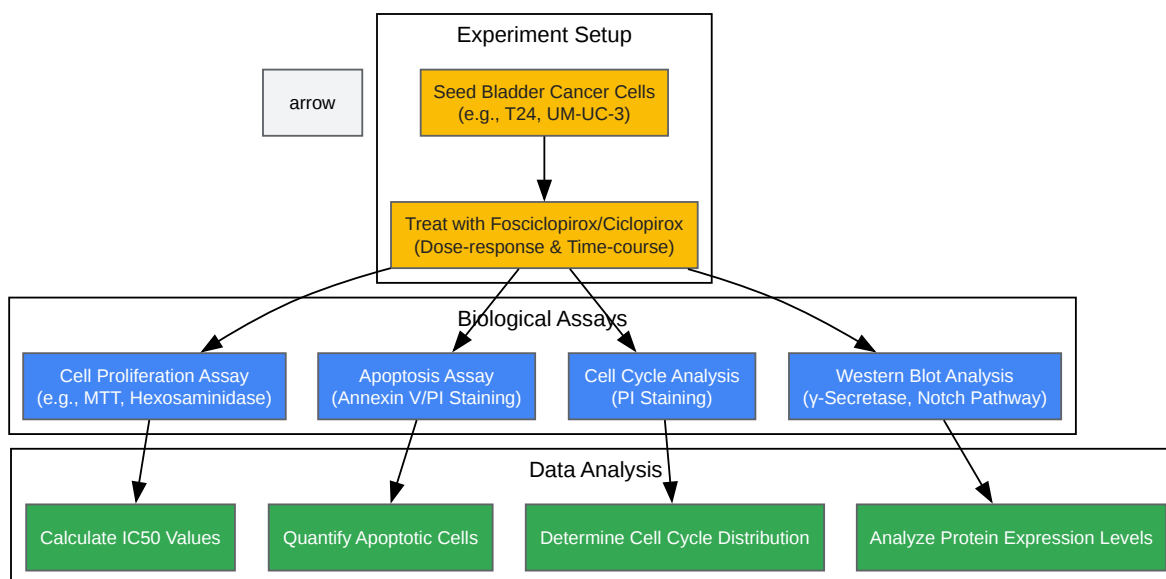 Experiment Setup
arrow
Seed Bladder Cancer Cells
(e.g., T24, UM-UC-3)
Treat with Fosciclopirox/Ciclopirox
(Dose-response & Time-course)
Biological Assays
Cell Proliferation Assay
(e.g., MTT, Hexosaminidase)
Apoptosis Assay
(Annexin V/PI Staining)
Cell Cycle Analysis
(PI Staining)
Western Blot Analysis
(γ-Secretase, Notch Pathway)
Data Analysis
Calculate IC50 Values
Quantify Apoptotic Cells
Determine Cell Cycle Distribution
Analyze Protein Expression Levels